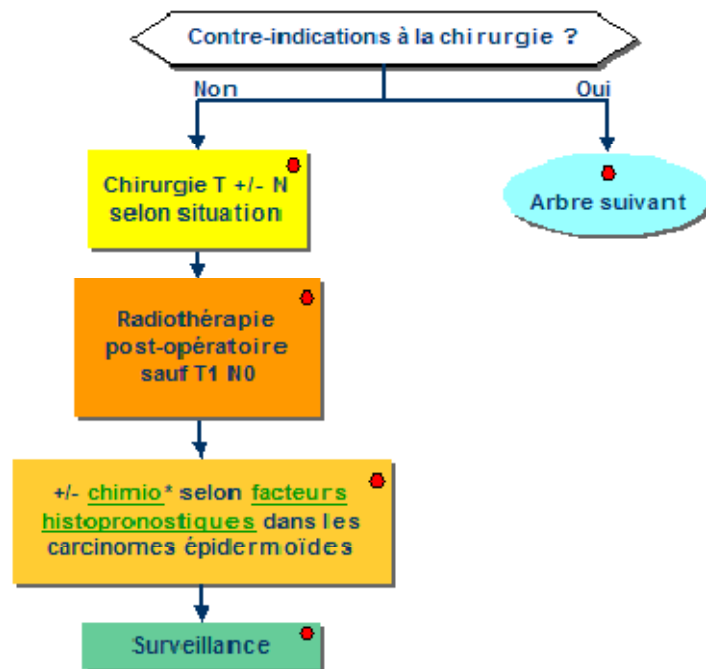 Contre-indications à la chirurgie ?
Non
Oui
Chirurgie T +/- N
selon situation
Arbre suivant
Radiothérapie
post-opératoire
sauf T1 N0
+/- chimio* selon facteurs
histopronostiques dans les
carcinomes épidermoïdes
Surveillance